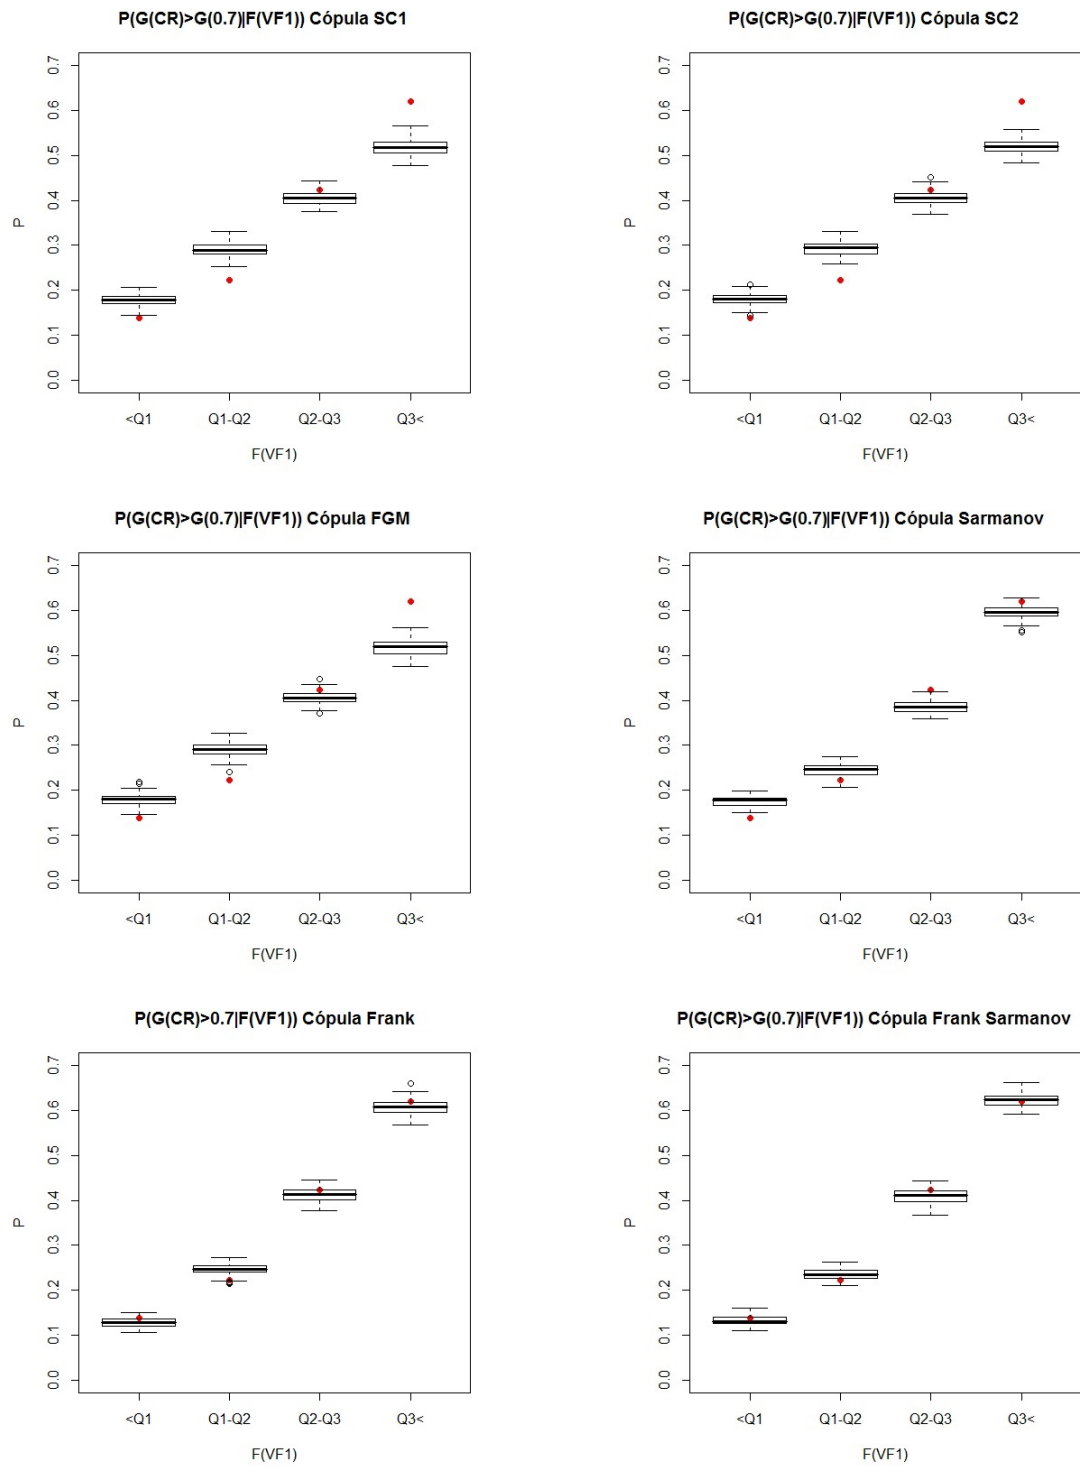 P(G(CR)>G(0.7)|F(VF1)) Cópula SC1
0.7
0.6
0.5
0.4
0.3
0.2
0.1
0.0
P
<Q1 Q1-Q2 Q2-Q3 Q3<
F(VF1)
P(G(CR)>G(0.7)|F(VF1)) Cópula SC2
0.7
0.6
0.5
0.4
0.3
0.2
0.1
0.0
P
<Q1 Q1-Q2 Q2-Q3 Q3<
F(VF1)
P(G(CR)>G(0.7)|F(VF1)) Cópula FGM
0.7
0.6
0.5
0.4
0.3
0.2
0.1
0.0
P
<Q1 Q1-Q2 Q2-Q3 Q3<
F(VF1)
P(G(CR)>G(0.7)|F(VF1)) Cópula Sarmanov
0.7
0.6
0.5
0.4
0.3
0.2
0.1
0.0
P
<Q1 Q1-Q2 Q2-Q3 Q3<
F(VF1)
P(G(CR)>0.7|F(VF1)) Cópula Frank
0.7
0.6
0.5
0.4
0.3
0.2
0.1
0.0
P
<Q1 Q1-Q2 Q2-Q3 Q3<
F(VF1)
P(G(CR)>G(0.7)|F(VF1)) Cópula Frank Sarmanov
0.7
0.6
0.5
0.4
0.3
0.2
0.1
0.0
P
<Q1 Q1-Q2 Q2-Q3 Q3<
F(VF1)